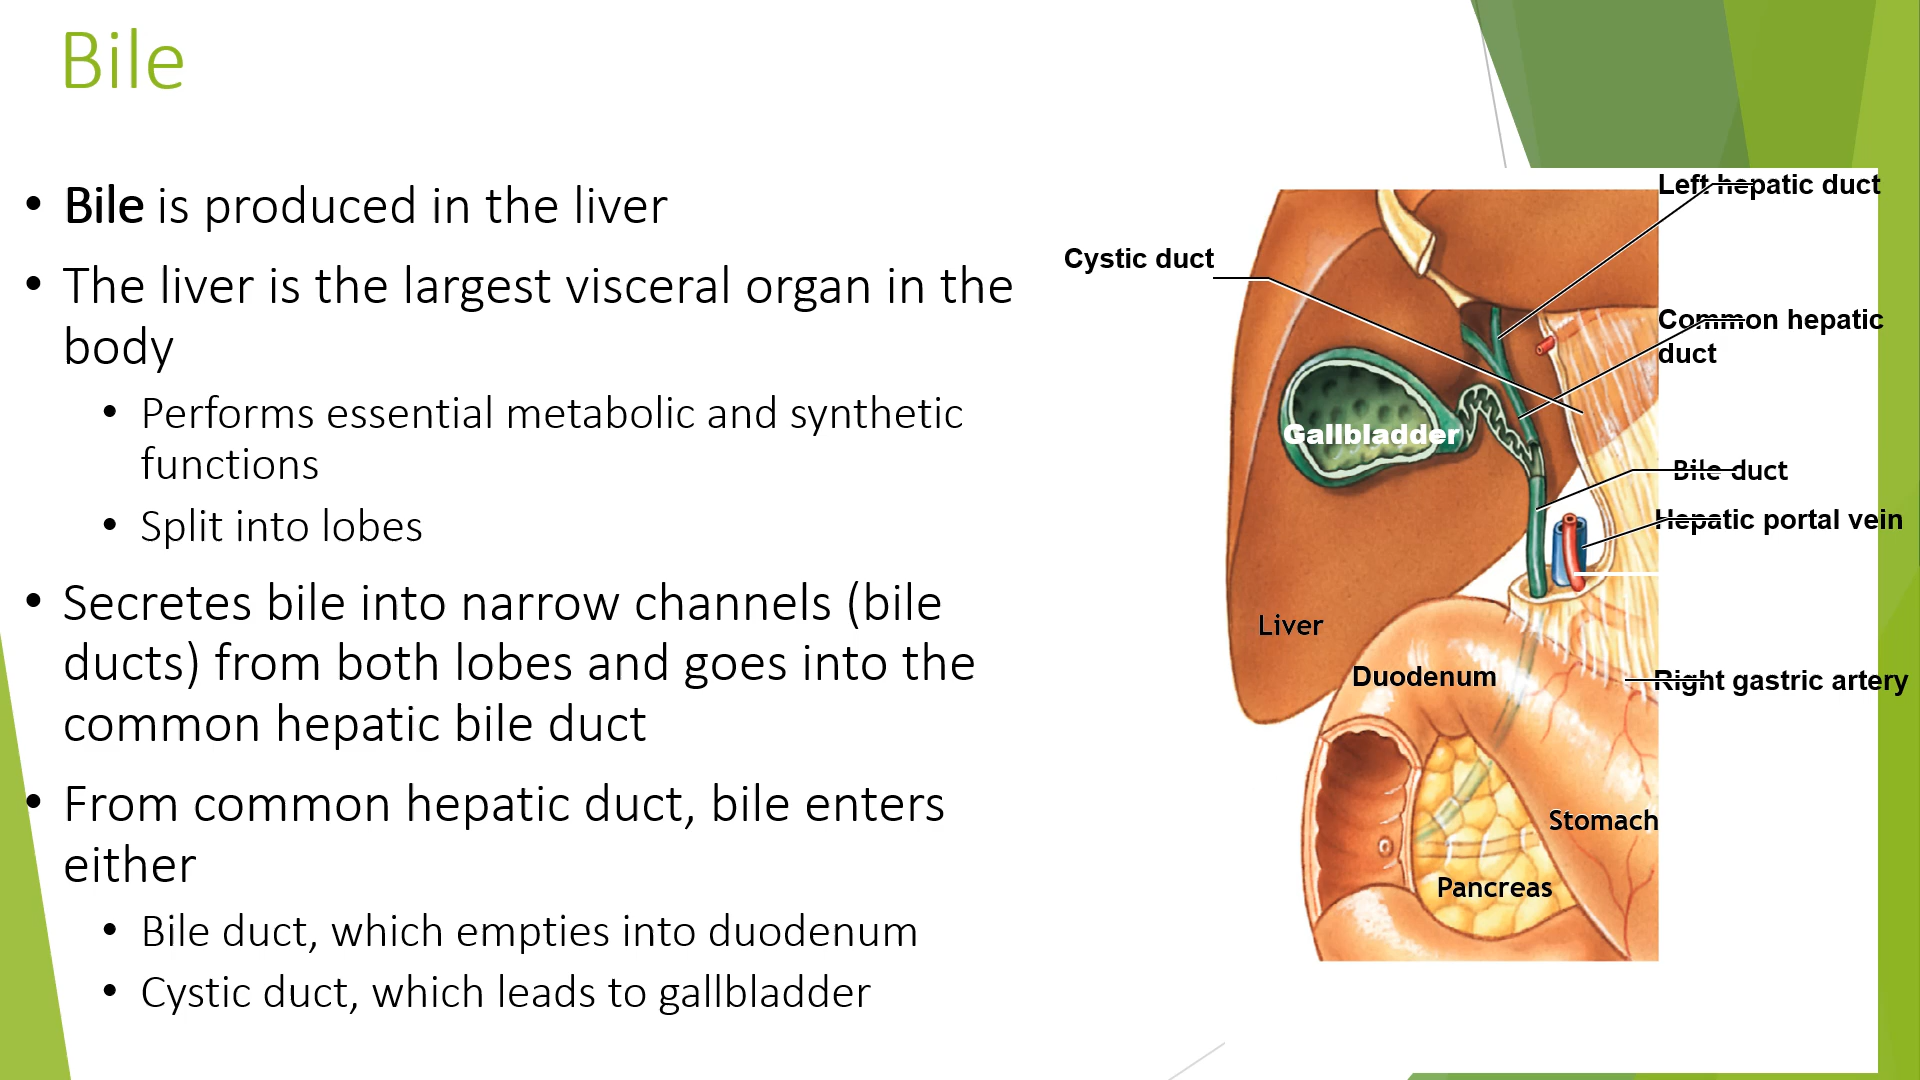 Bile
• Bile is produced in the liver
• The liver is the largest visceral organ in the
body
• Performs essential metabolic and synthetic
functions
• Split into lobes
• Secretes bile into narrow channels (bile
ducts) from both lobes and goes into the
common hepatic bile duct
• From common hepatic duct, bile enters
either
• Bile duct, which empties into duodenum
• Cystic duct, which leads to gallbladder
Left hepatic duct
Cystic duct
Common hepatic
duct
Gallbladder
Bile duct
Hepatic portal vein
Liver
Duodenum
Right gastric artery
Stomach
Pancreas